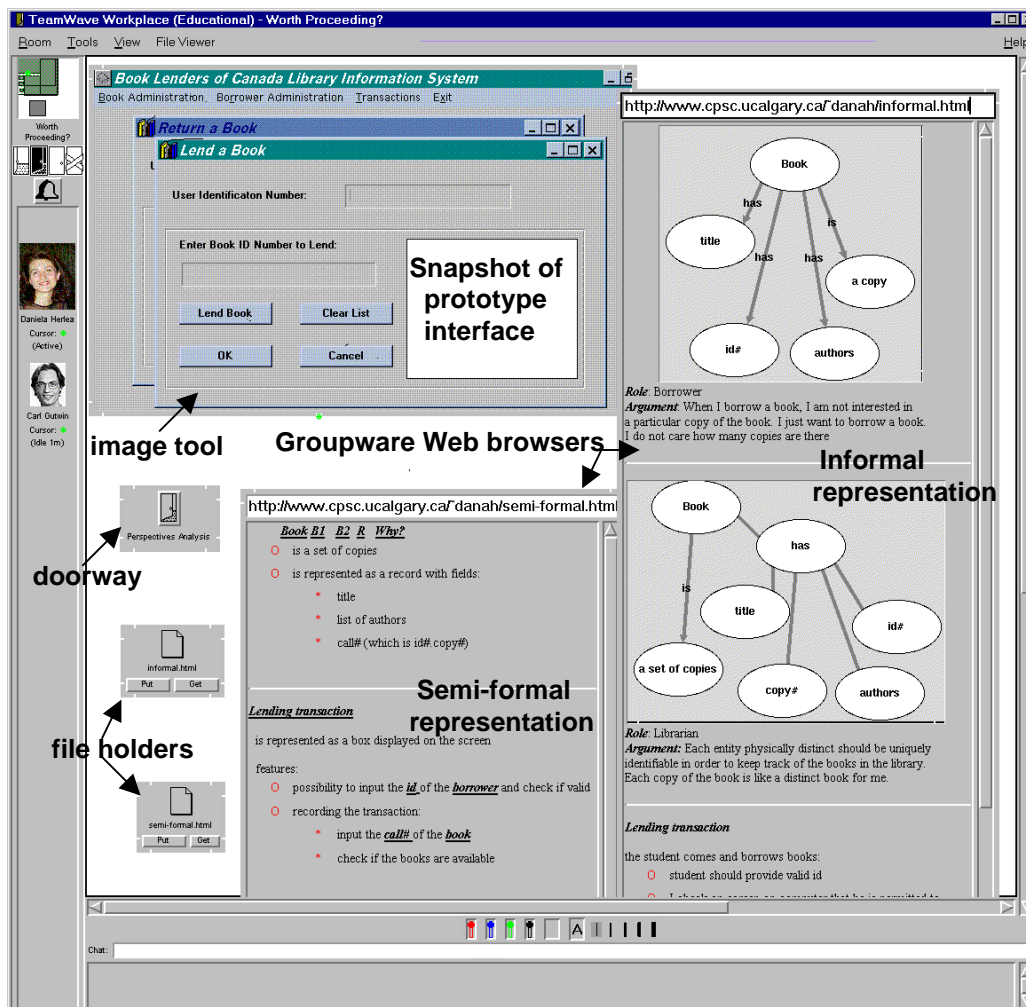 TeamWave Workplace (Educational) - Worth Proceeding?
Room Tools View File Viewer Help
Worth
Proceeding?
Daniela Herlea
Cursor:
(Active)
Carl Gutwin
Cursor:
(Idle 1m)
Book Lenders of Canada Library Information System
Book Administration. Borrower Administration Transactions Exit
Return a Book
Lend a Book
User Identificaton Number:
Enter Book ID Number to Lend:
Lend Book Clear List
OK Cancel
Snapshot of
prototype
interface
image tool
Groupware Web browsers
doorway
Perspectives Analysis
file holders
informal.html
Put Get
semi-formal.html
Put Get
http://www.cpsc.ucalgary.ca/~danah/semi-formal.html
Book B1 B2 R Why?
O is a set of copies
O is represented as a record with fields:
* title
* list of authors
* call# (which is id#.copy#)
Semi-formal
representation
Lending transaction
is represented as a box displayed on the screen
features:
O possibility to input the id of the borrower and check if valid
O recording the transaction:
* input the call# of the book
* check if the books are available
http://www.cpsc.ucalgary.ca/~danah/informal.html
Book
has
is
title
has
has
a copy
id#
authors
Role: Borrower
Argument: When I borrow a book, I am not interested in
a particular copy of the book. I just want to borrow a book.
I do not care how many copies are there
Informal
representation
Book
has
is
title
id#
a set of copies
copy#
authors
Role: Librarian
Argument: Each entity physically distinct should be uniquely
identifiable in order to keep track of the books in the library.
Each copy of the book is like a distinct book for me.
Lending transaction
the student comes and borrows books:
O student should provide valid id
A
Chat: